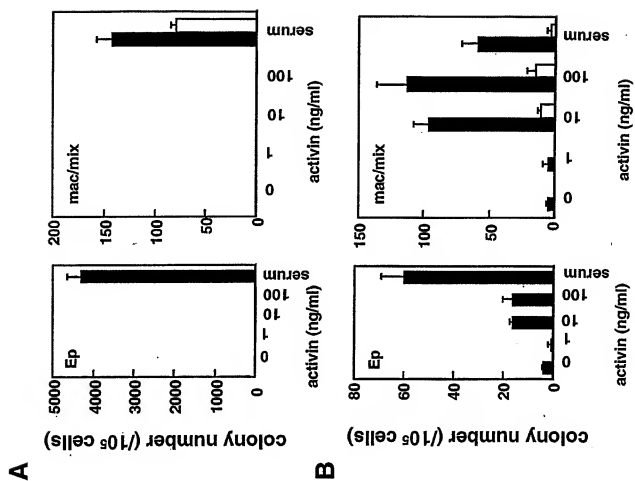 A
colony number (/10⁵ cells)
5000
4000
3000
2000
1000
0
Ep
0
1
10
100
serum
activin (ng/ml)
200
150
100
50
0
mac/mix
0
1
10
100
serum
activin (ng/ml)
B
colony number (/10⁵ cells)
80
60
40
20
0
Ep
0
1
10
100
serum
activin (ng/ml)
150
100
50
0
mac/mix
0
1
10
100
serum
activin (ng/ml)